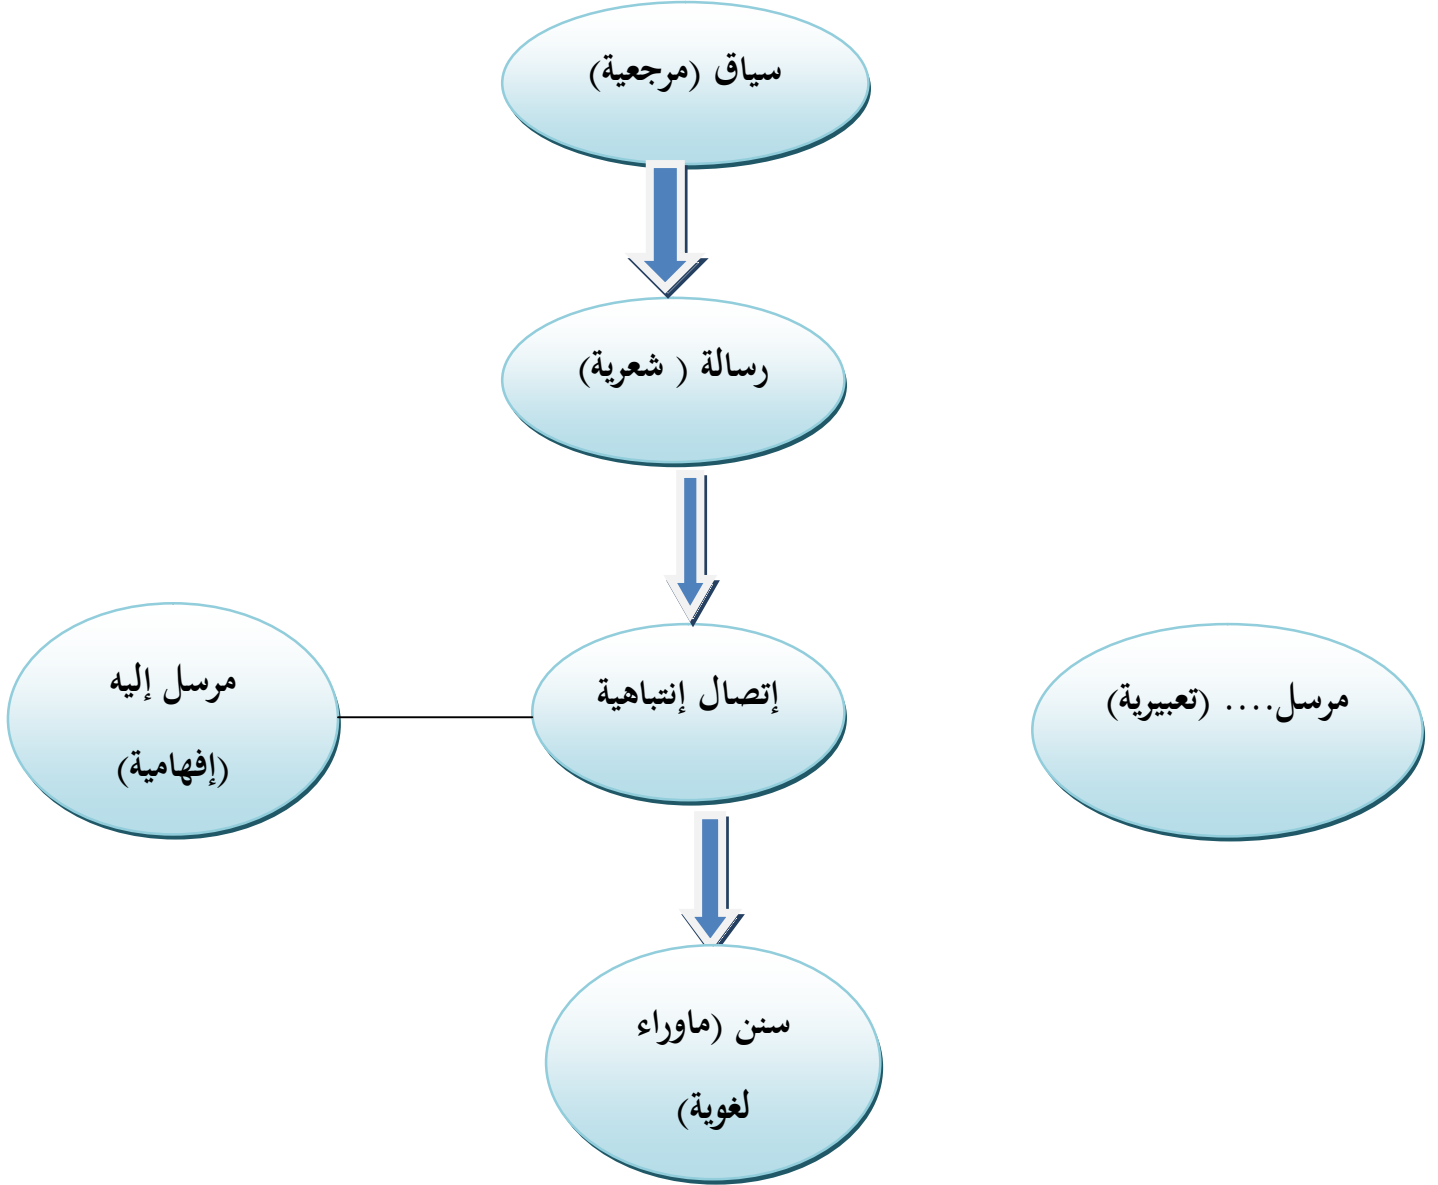 سياق (مرجعية)
رسالة ( شعرية)
مرسل.... (تعبيرية)
إتصال إنتباهية
مرسل إليه
(إفهامية)
سنن (ماوراء
لغوية)